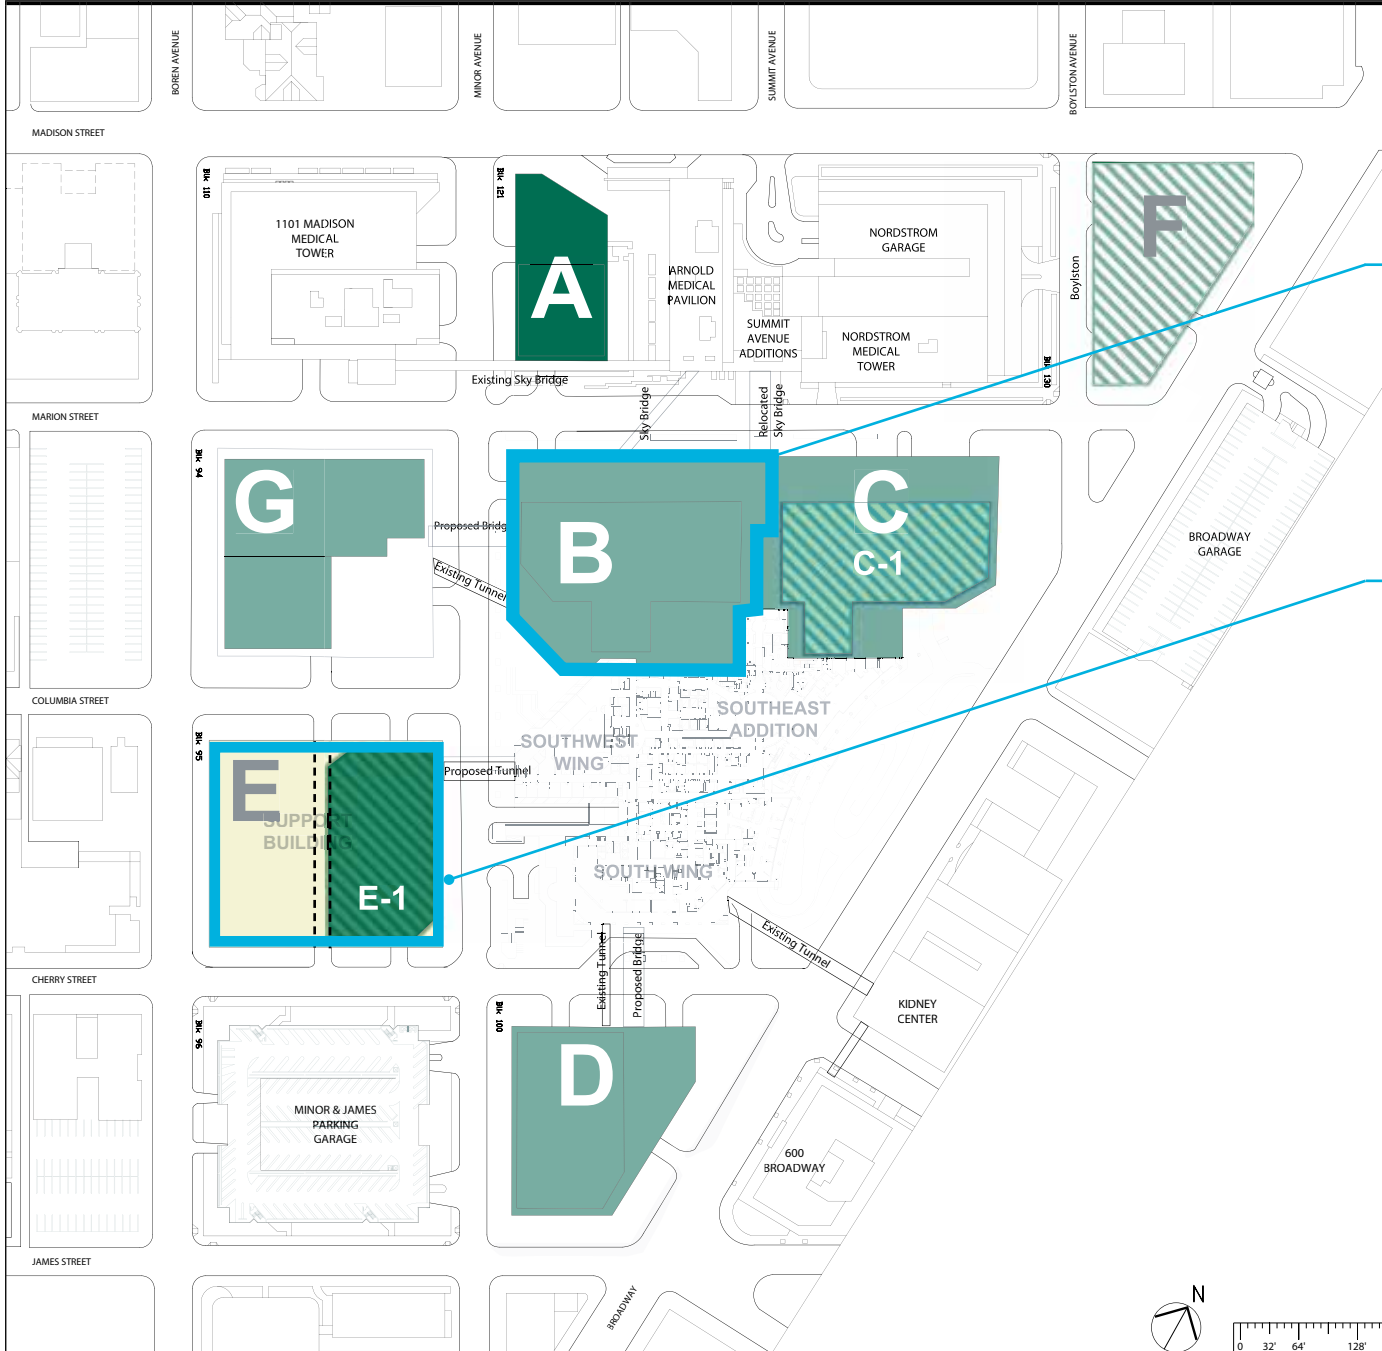 BOREN AVENUE
MINOR AVENUE
SUMMIT AVENUE
BOYLSTON AVENUE
MADISON STREET
Blk 110
1101 MADISON
MEDICAL
TOWER
Blk 121
A
ARNOLD
MEDICAL
PAVILION
SUMMIT
AVENUE
ADDITIONS
NORDSTROM
GARAGE
NORDSTROM
MEDICAL
TOWER
Blk 130
Boylston
F
Existing Sky Bridge
Sky Bridge
Relocated
Sky Bridge
MARION STREET
Blk 94
G
Proposed Bridg
Existing Tunnel
B
C
C-1
BROADWAY
GARAGE
COLUMBIA STREET
Blk 95
E
SUPPORT
BUILDING
E-1
Proposed Tunnel
SOUTHWEST
WING
SOUTHEAST
ADDITION
SOUTH WING
Existing Tunnel
Existing Tunnel
Proposed Bridge
CHERRY STREET
KIDNEY
CENTER
Blk 96
MINOR & JAMES
PARKING
GARAGE
Blk 100
D
600
BROADWAY
JAMES STREET
BROADWAY
N
0 32' 64' 128'